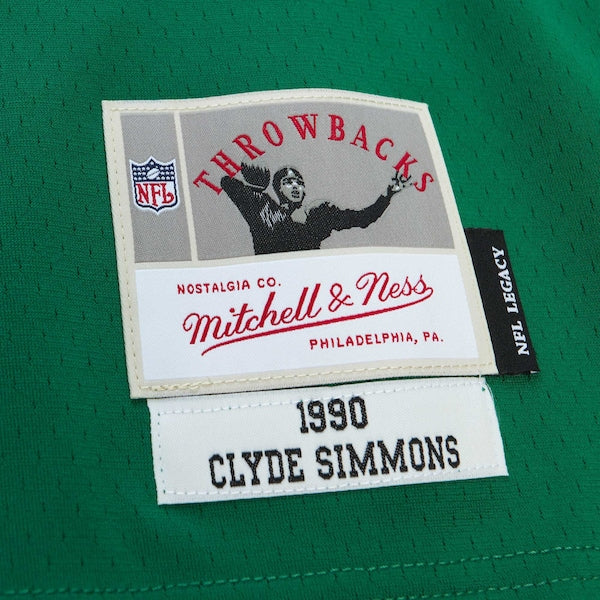 THROWBACKS
NFL
NOSTALGIA CO.
Mitchell & Ness
PHILADELPHIA, PA.
NFL LEGACY
1990
CLYDE SIMMONS